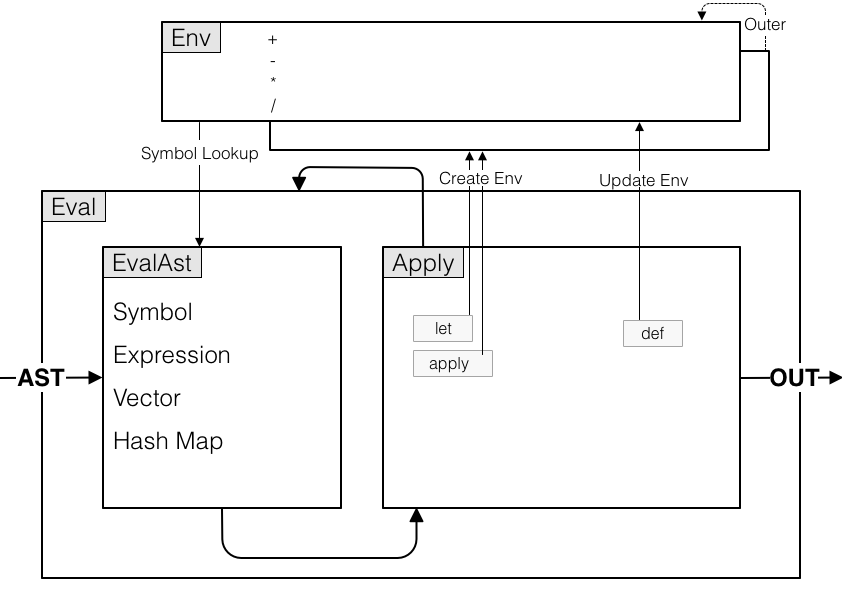 Outer
Env
+
-
*
/
Symbol Lookup
Create Env
Update Env
Eval
EvalAst
Apply
Symbol
let
def
Expression
apply
AST
OUT
Vector
Hash Map